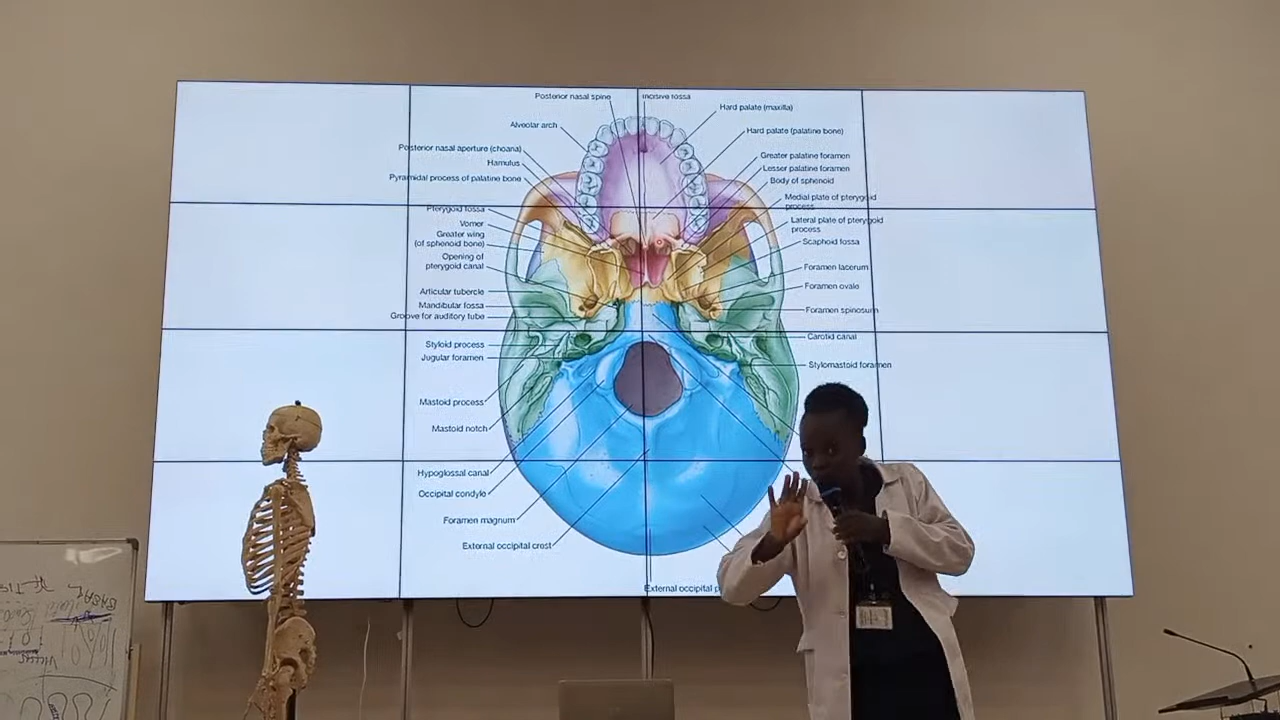 Posterior nasal spine
Incisive fossa
Hard palate (maxilla)
Alveolar arch
Hard palate (palatine bone)
Posterior nasal aperture (choana)
Greater palatine foramen
Hamulus
Lesser palatine foramen
Pyramidal process of palatine bone
Body of sphenoid
Medial plate of pterygoid
process
Pterygoid fossa
Vomer
Lateral plate of pterygoid
process
Greater wing
(of sphenoid bone)
Scaphoid fossa
Opening of
pterygoid canal
Foramen lacerum
Articular tubercle
Foramen ovale
Mandibular fossa
Foramen spinosum
Groove for auditory tube
Carotid canal
Styloid process
Jugular foramen
Stylomastoid foramen
Mastoid process
Mastoid notch
Hypoglossal canal
Occipital condyle
Foramen magnum
External occipital crest
External occipital p